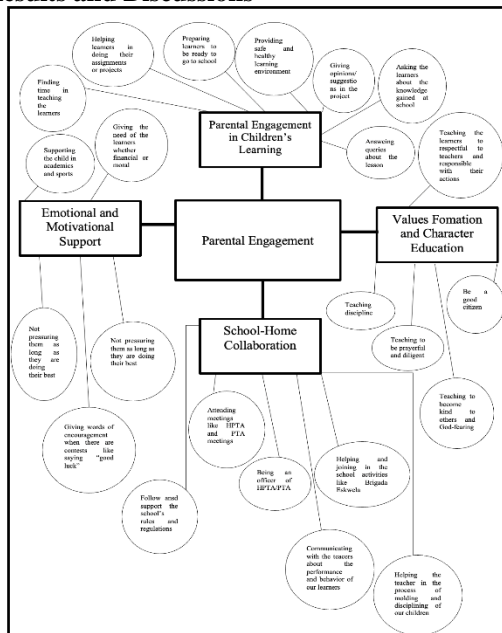 Results and Discussions
Helping
learners in
doing their
assignments
or projects
Preparing
learners to
be ready to
go to school
Providing
safe and
healthy
learning
environment
Giving
opinions/
suggestio
ns in the
project
Asking the
learners
about the
knowledge
gained at
school
Finding
time in
teaching
the
learners
Giving the
need of the
learners
whether
financial or
moral
Supporting
the child in
academics
and sports
Parental Engagement
in Children's
Learning
Answering
queries
about the
lesson
Teaching the
learners to
respectful to
teachers and
responsible
with their
actions
Emotional and
Motivational
Support
Parental Engagement
Values Fomation and
Character
Education
Be a
good
citizen
Teaching
discipline
Teaching to
be prayerful
and diligent
Teaching to
become
kind to
others and
God-fearing
Not
pressuring
them as
long as
they are
doing
their best
Not
pressuring
them as long as
they are doing
their best
Giving words of
encouragement
when there are
contests like
saying "good
luck"
School-Home
Collaboration
Attending
meetings
like HPTA
and PTA
meetings
Being an
officer of
HPTA/PTA
Helping and
joining in the
school activities
like Brigada
Eskwela
Follow
support the
school's
rules and
regulations
Communicating
with the
about the
performance
and behavior of
our learners
Helping the
teacher in the
process of
molding and
disciplining of
our children